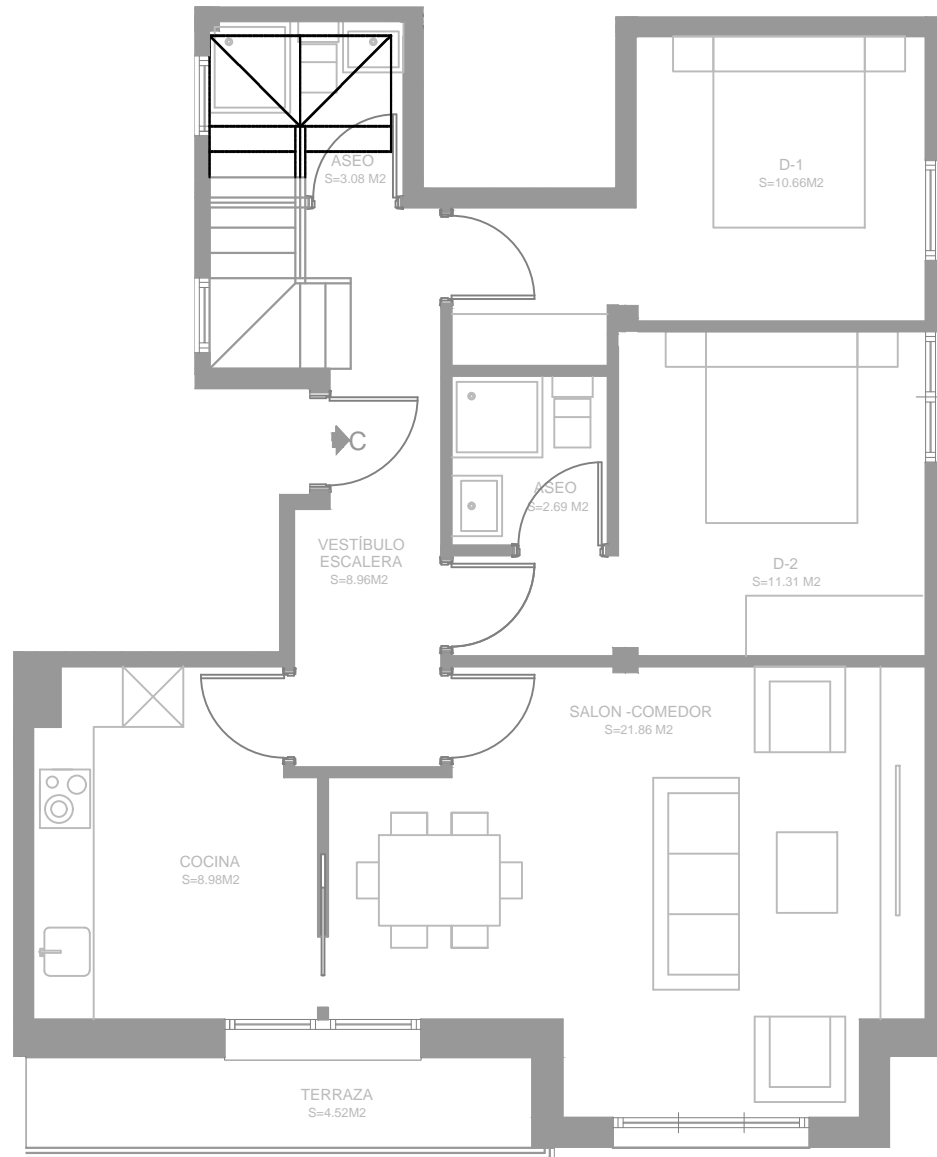 ASEO
S=3.08 M2
D-1
S=10.66M2
C
ASEO
S=2.69 M2
VESTÍBULO
ESCALERA
S=8.96M2
D-2
S=11.31 M2
SALON -COMEDOR
S=21.86 M2
COCINA
S=8.98M2
TERRAZA
S=4.52M2